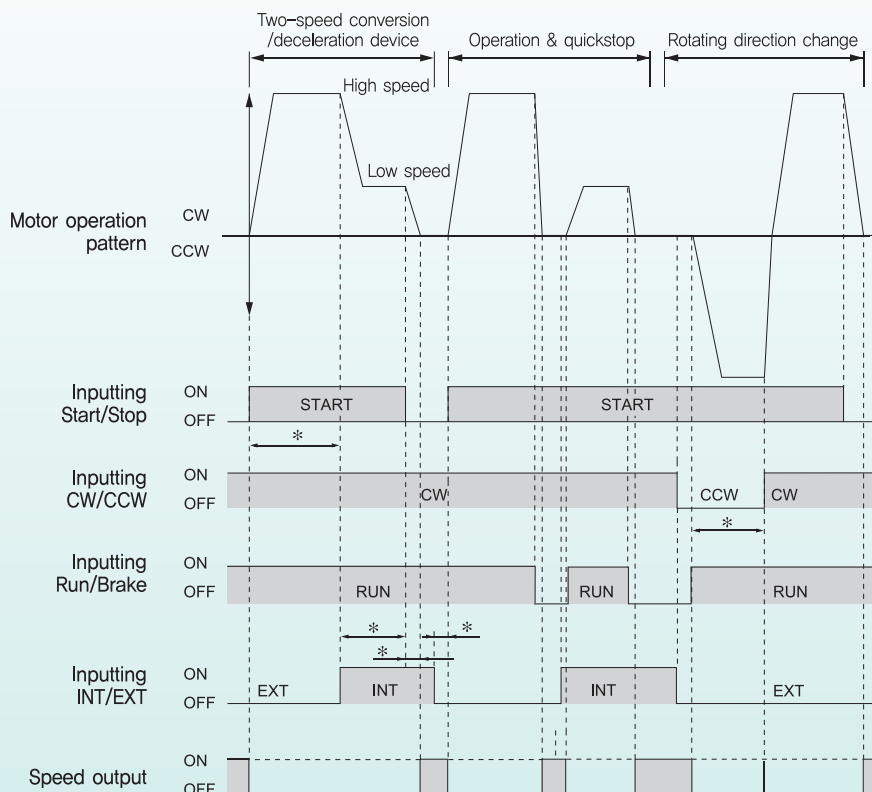 Two-speed conversion
/deceleration device
Operation & quickstop
Rotating direction change
High speed
Low speed
Motor operation
pattern
CW
CCW
Inputting
Start/Stop
ON
OFF
START
START
*
Inputting
CW/CCW
ON
OFF
CW
CCW
CW
*
Inputting
Run/Brake
ON
OFF
RUN
RUN
RUN
*
*
*
Inputting
INT/EXT
ON
OFF
EXT
INT
INT
EXT
Speed output
ON
OFF